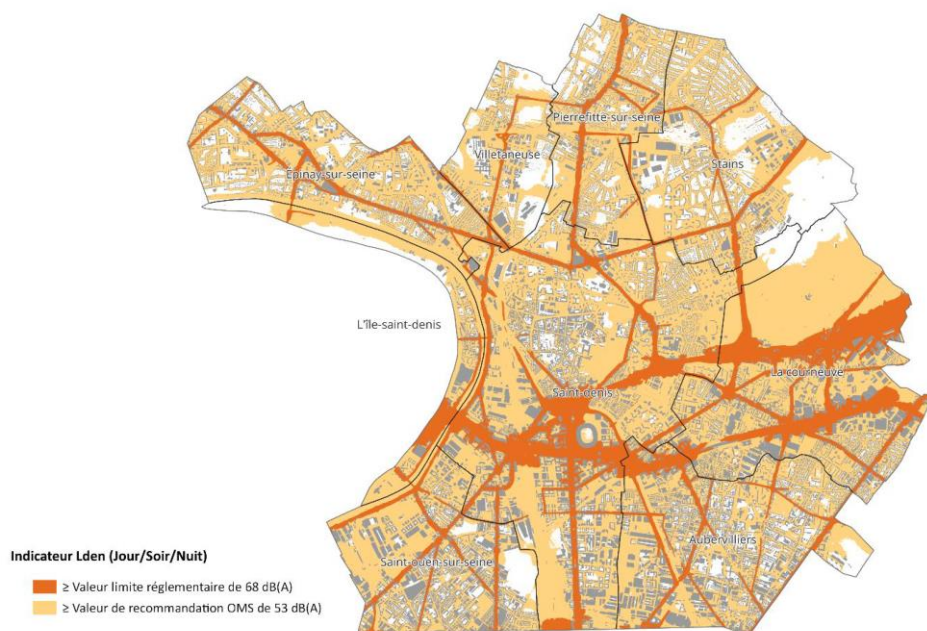 Pierrefitte-sur-seine
Villetaneuse
Stains
Epinay-sur-seine
L'île-saint-denis
La courneuve
Saint-denis
Aubervilliers
Saint-ouen-sur-seine
Indicateur Lden (Jour/Soir/Nuit)
≥ Valeur limite réglementaire de 68 dB(A)
≥ Valeur de recommandation OMS de 53 dB(A)